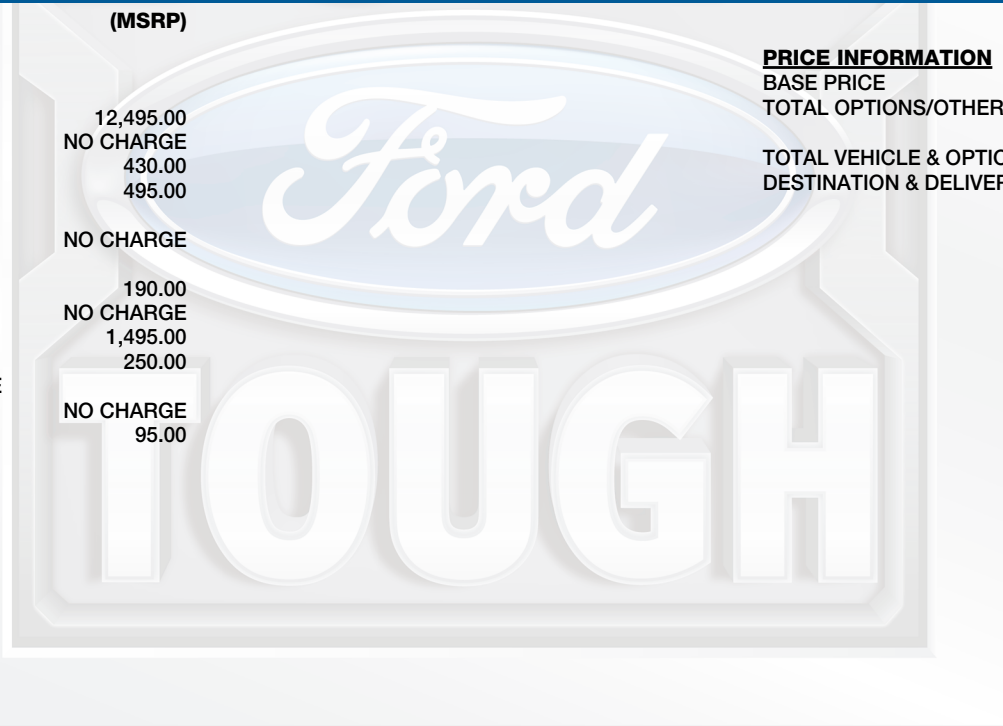 (MSRP)
12,495.00
NO CHARGE
430.00
495.00
NO CHARGE
190.00
NO CHARGE
1,495.00
250.00
E
NO CHARGE
95.00
PRICE INFORMATION
BASE PRICE
TOTAL OPTIONS/OTHER
TOTAL VEHICLE & OPTIO
DESTINATION & DELIVER
Ford
TOUGH